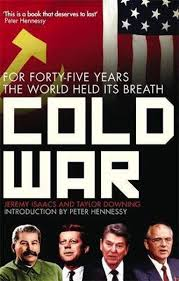 "This is a book that deserves to last"
Peter Hennessy
FOR FORTY-FIVE YEARS
THE WORLD HELD ITS BREATH
COLD
WAR
JEREMY ISAACS AND TAYLOR DOWNING
INTRODUCTION BY PETER HENNESSY